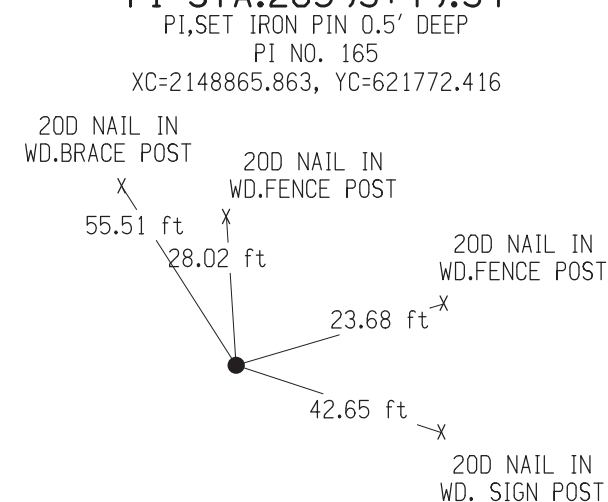 PI,SET IRON PIN 0.5' DEEP
PI NO. 165
XC=2148865.863, YC=621772.416
20D NAIL IN
WD.BRACE POST
X
55.51 ft
20D NAIL IN
WD.FENCE POST
X
28.02 ft
20D NAIL IN
WD.FENCE POST
X
23.68 ft
42.65 ft
X
20D NAIL IN
WD. SIGN POST